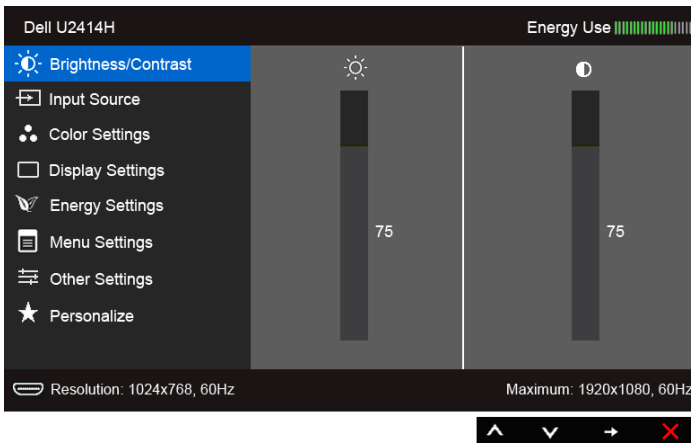 Dell U2414H
Energy Use
Brightness/Contrast
Input Source
Color Settings
Display Settings
Energy Settings
Menu Settings
Other Settings
Personalize
75
75
Resolution: 1024x768, 60Hz
Maximum: 1920x1080, 60Hz